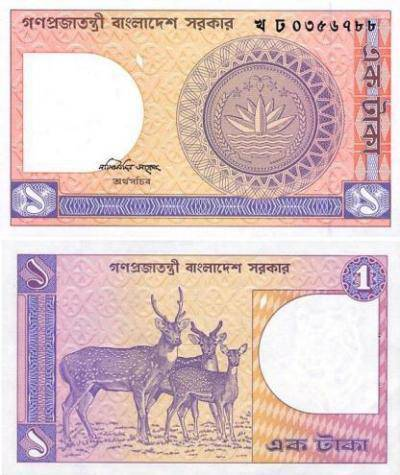 গণপ্রজাতন্ত্রী বাংলাদেশ সরকার খ ঢ ০৩৫৬৭৮৮
এক টাকা
অর্থসচিব
১ ১
গণপ্রজাতন্ত্রী বাংলাদেশ সরকার
১ 1
১ এক টাকা